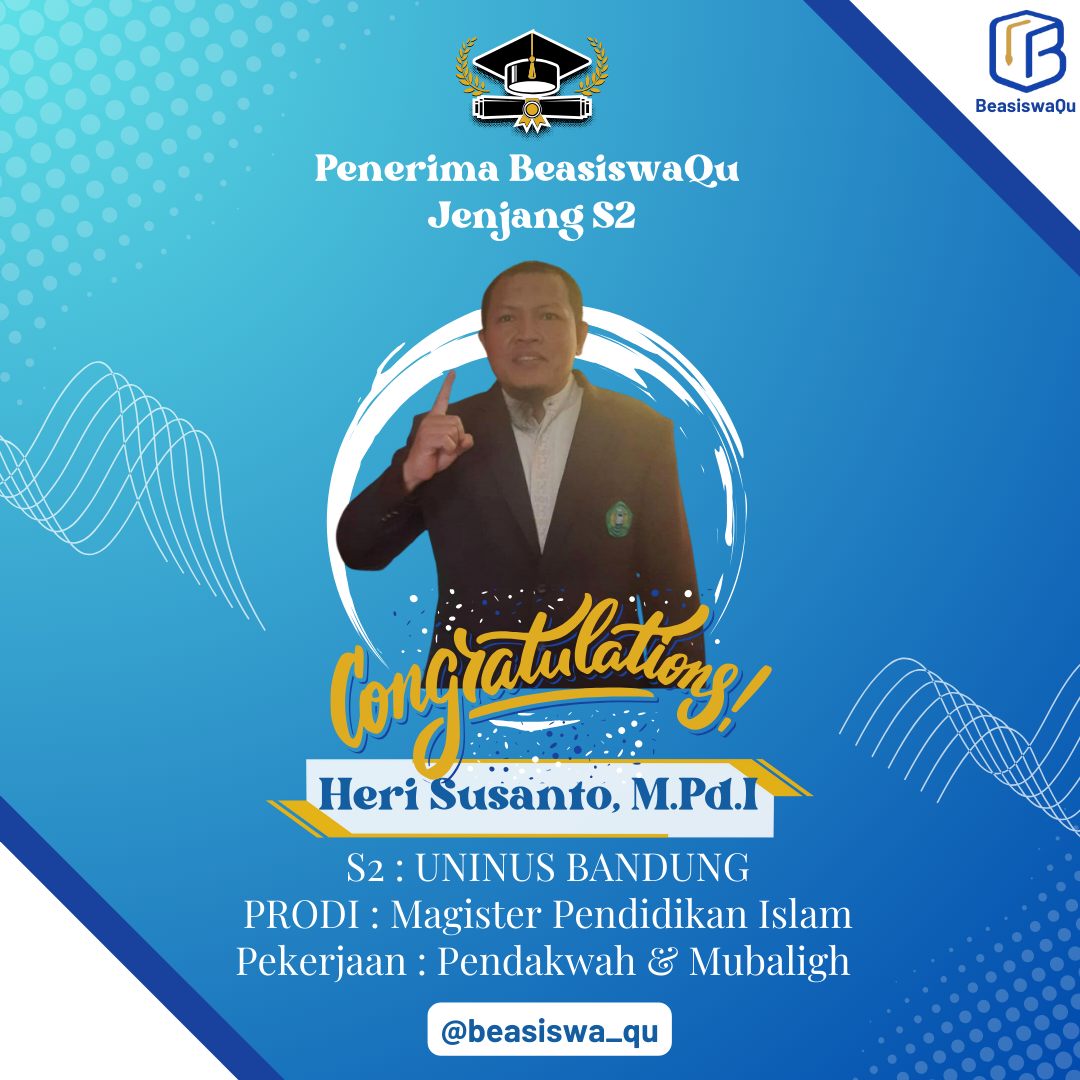 BeasiswaQu
Penerima BeasiswaQu
Jenjang S2
Congratulations!
Heri Susanto, M.Pd.I
S2 : UNINUS BANDUNG
PRODI : Magister Pendidikan Islam
Pekerjaan : Pendakwah & Mubaligh
@beasiswa_qu